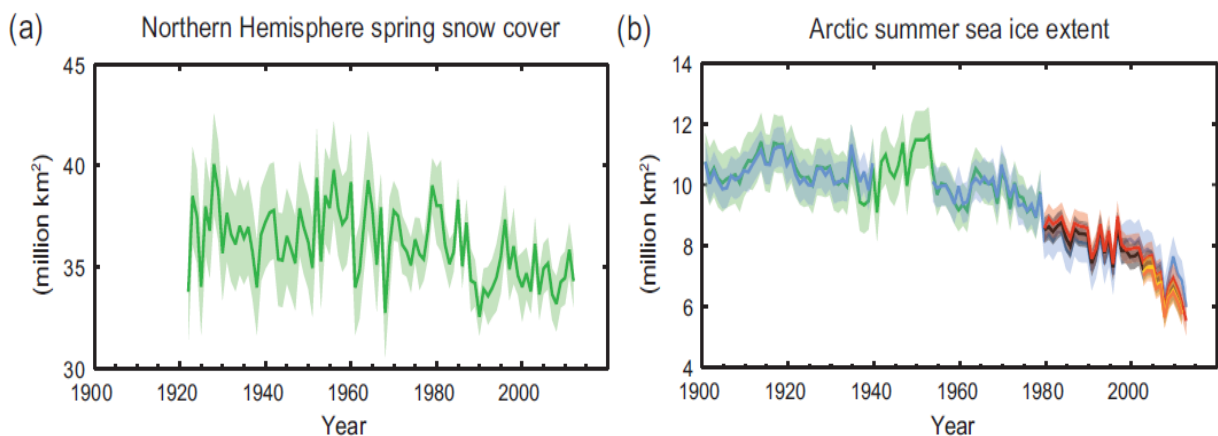 (a) Northern Hemisphere spring snow cover
45
40
35
30
(million km²)
1900 1920 1940 1960 1980 2000
Year
(b) Arctic summer sea ice extent
14
12
10
8
6
4
(million km²)
1900 1920 1940 1960 1980 2000
Year